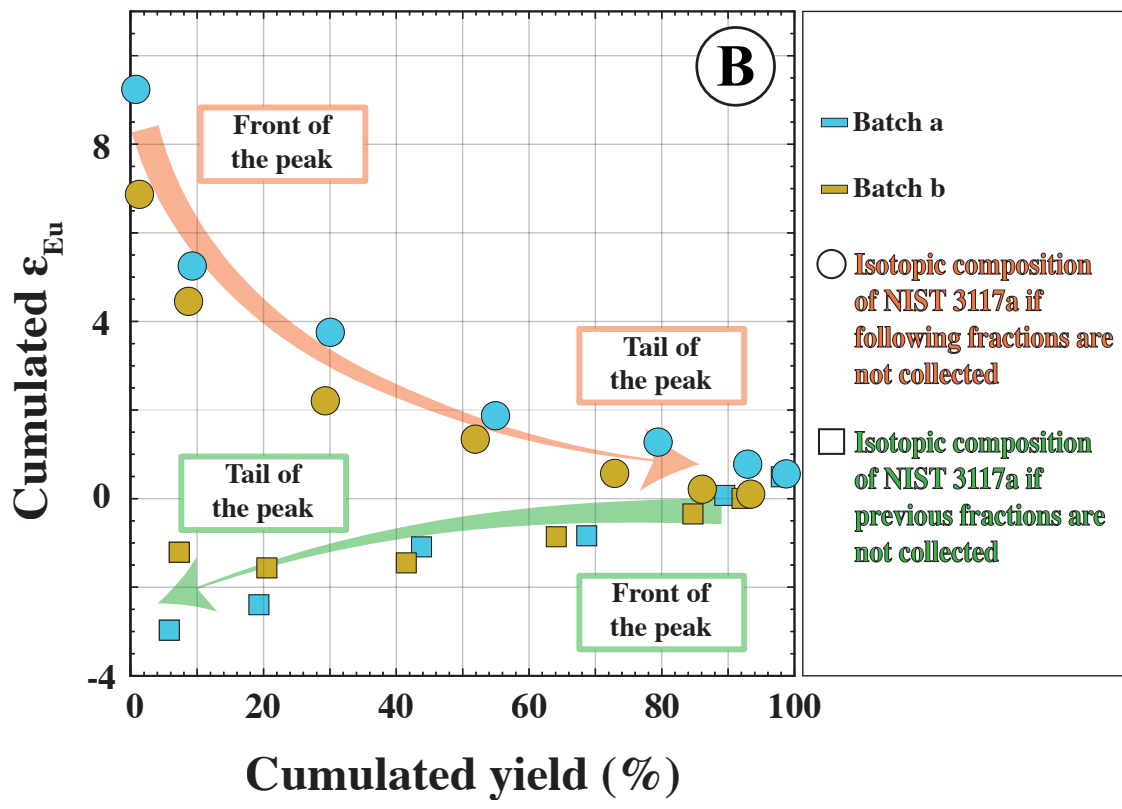 B
Front of
the peak
Tail of
the peak
Tail of
the peak
Front of
the peak
8
4
0
-4
0 20 40 60 80 100
Cumulated ε_Eu
Cumulated yield (%)
Batch a
Batch b
Isotopic composition
of NIST 3117a if
following fractions are
not collected
Isotopic composition
of NIST 3117a if
previous fractions are
not collected